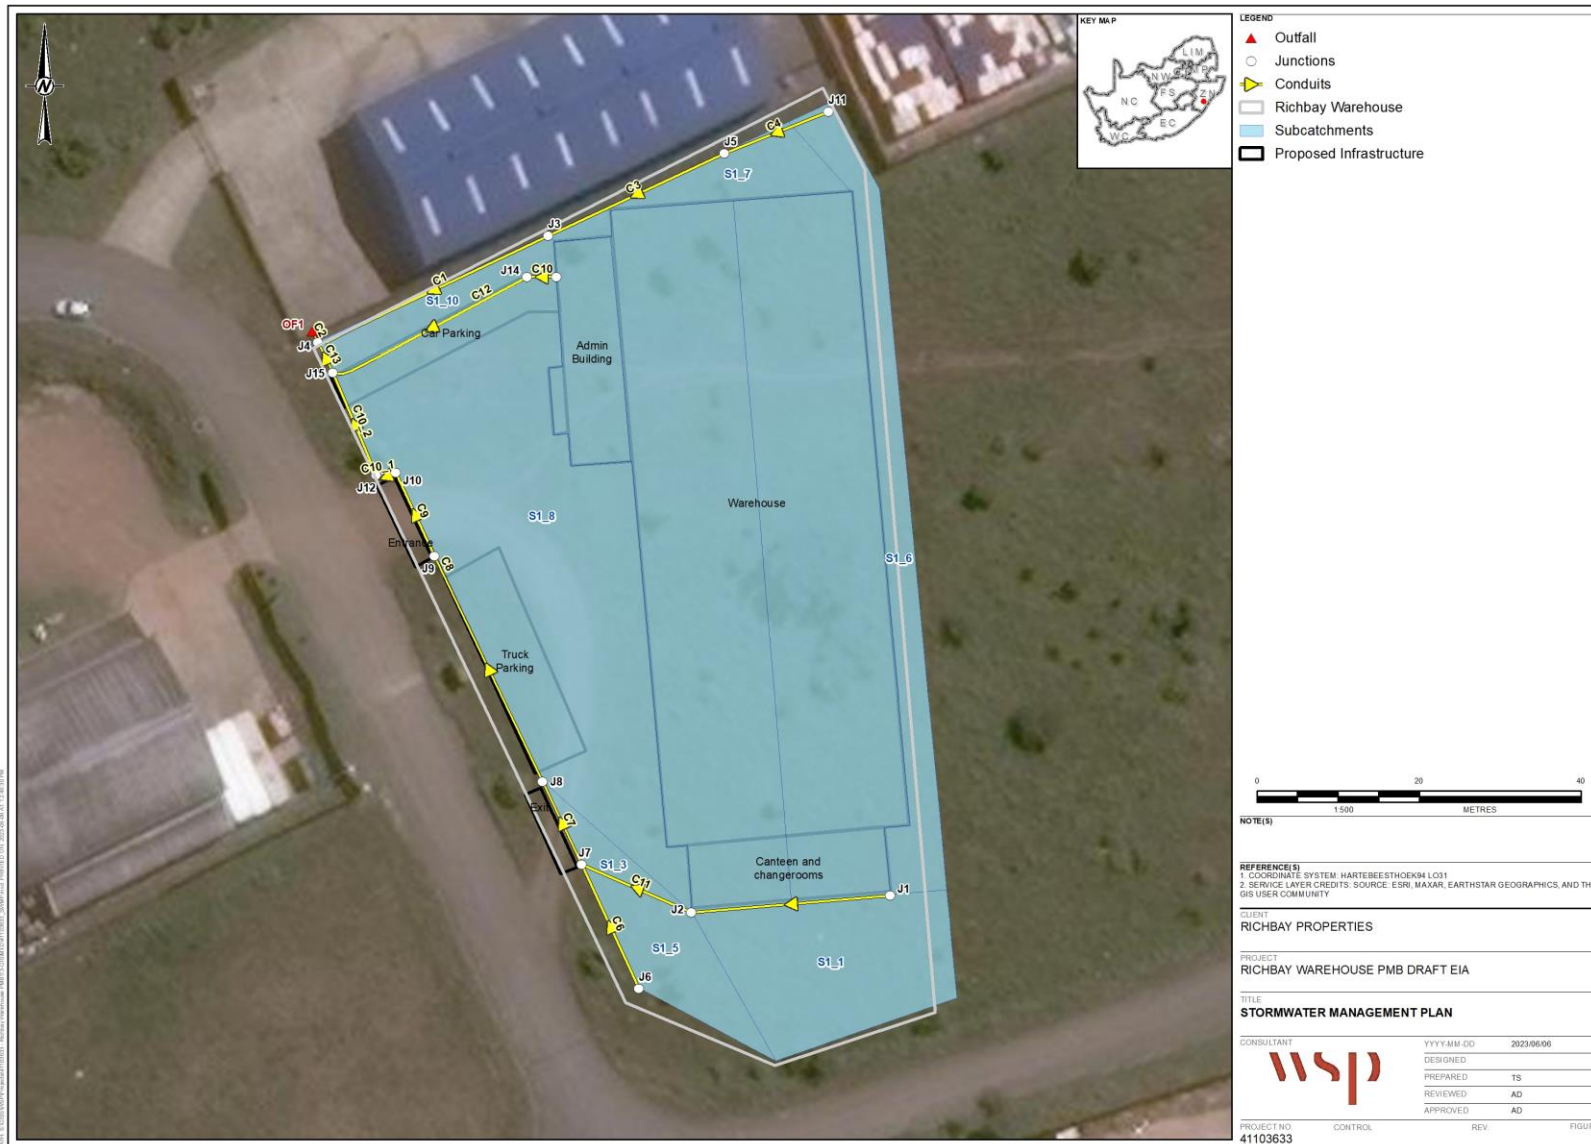 N
KEY MAP
LIM
NW
MP
FS
ZN
NC
EC
WC
J11
C4
J5
S1_7
C3
J3
J14
C10
C1
S1_10
C12
OF1
C2
J4
C13
Car Parking
J15
Admin
Building
C10_2
C10_1
J10
J12
Warehouse
C9
S1_8
Entrance
J9
C8
S1_6
Truck
Parking
J8
Exit
C7
J7
S1_3
Canteen and
changerooms
C11
J1
J2
C6
S1_5
S1_1
J6
LEGEND
Outfall
Junctions
Conduits
Richbay Warehouse
Subcatchments
Proposed Infrastructure
0 20 40
1:500 METRES
NOTE(S)
REFERENCE(S)
1. COORDINATE SYSTEM: HARTEBEESTHOEK94 LO31
2. SERVICE LAYER CREDITS: SOURCE: ESRI, MAXAR, EARTHSTAR GEOGRAPHICS, AND TH
GIS USER COMMUNITY
CLIENT
RICHBAY PROPERTIES
PROJECT
RICHBAY WAREHOUSE PMB DRAFT EIA
TITLE
STORMWATER MANAGEMENT PLAN
CONSULTANT
wsp
YYYY-MM-DD 2023/06/06
DESIGNED
PREPARED TS
REVIEWED AD
APPROVED AD
PROJECT NO. CONTROL REV. FIGU
41103633